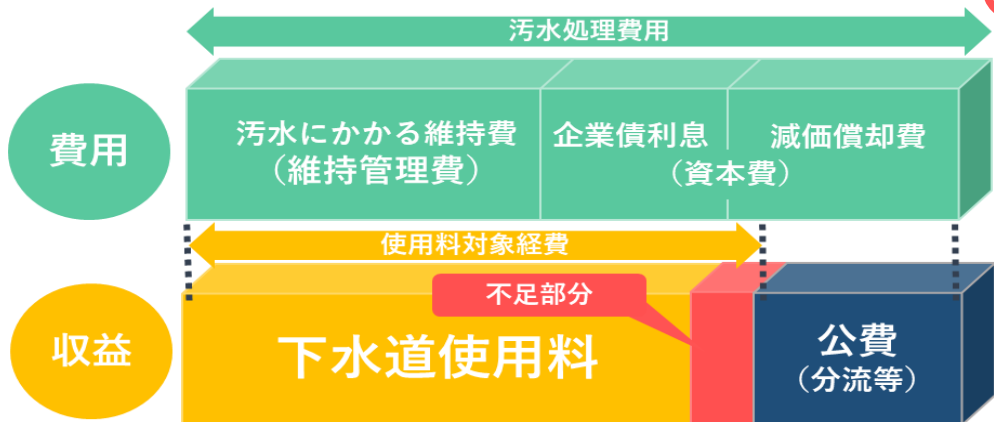 汚水処理費用
費用
汚水にかかる維持費
（維持管理費）
企業債利息
減価償却費
（資本費）
使用料対象経費
不足部分
収益
下水道使用料
公費
（分流等）